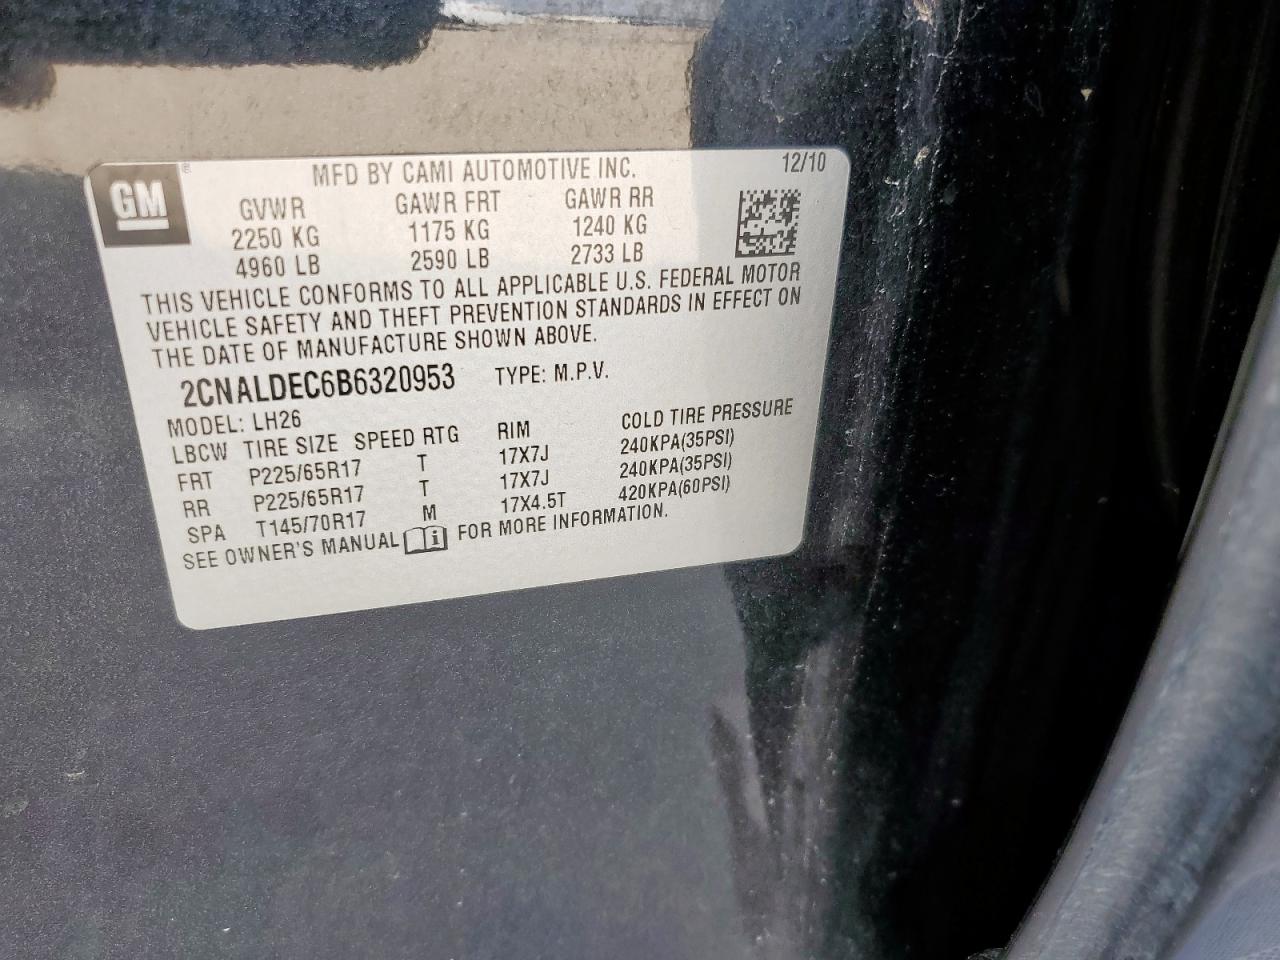 GM ®
MFD BY CAMI AUTOMOTIVE INC. 12/10
GVWR GAWR FRT GAWR RR
2250 KG 1175 KG 1240 KG
4960 LB 2590 LB 2733 LB
THIS VEHICLE CONFORMS TO ALL APPLICABLE U.S. FEDERAL MOTOR
VEHICLE SAFETY AND THEFT PREVENTION STANDARDS IN EFFECT ON
THE DATE OF MANUFACTURE SHOWN ABOVE.
2CNALDEC6B6320953 TYPE: M.P.V.
MODEL: LH26
LBCW TIRE SIZE SPEED RTG RIM COLD TIRE PRESSURE
FRT P225/65R17 T 17X7J 240KPA(35PSI)
RR P225/65R17 T 17X7J 240KPA(35PSI)
SPA T145/70R17 M 17X4.5T 420KPA(60PSI)
SEE OWNER'S MANUAL i FOR MORE INFORMATION.